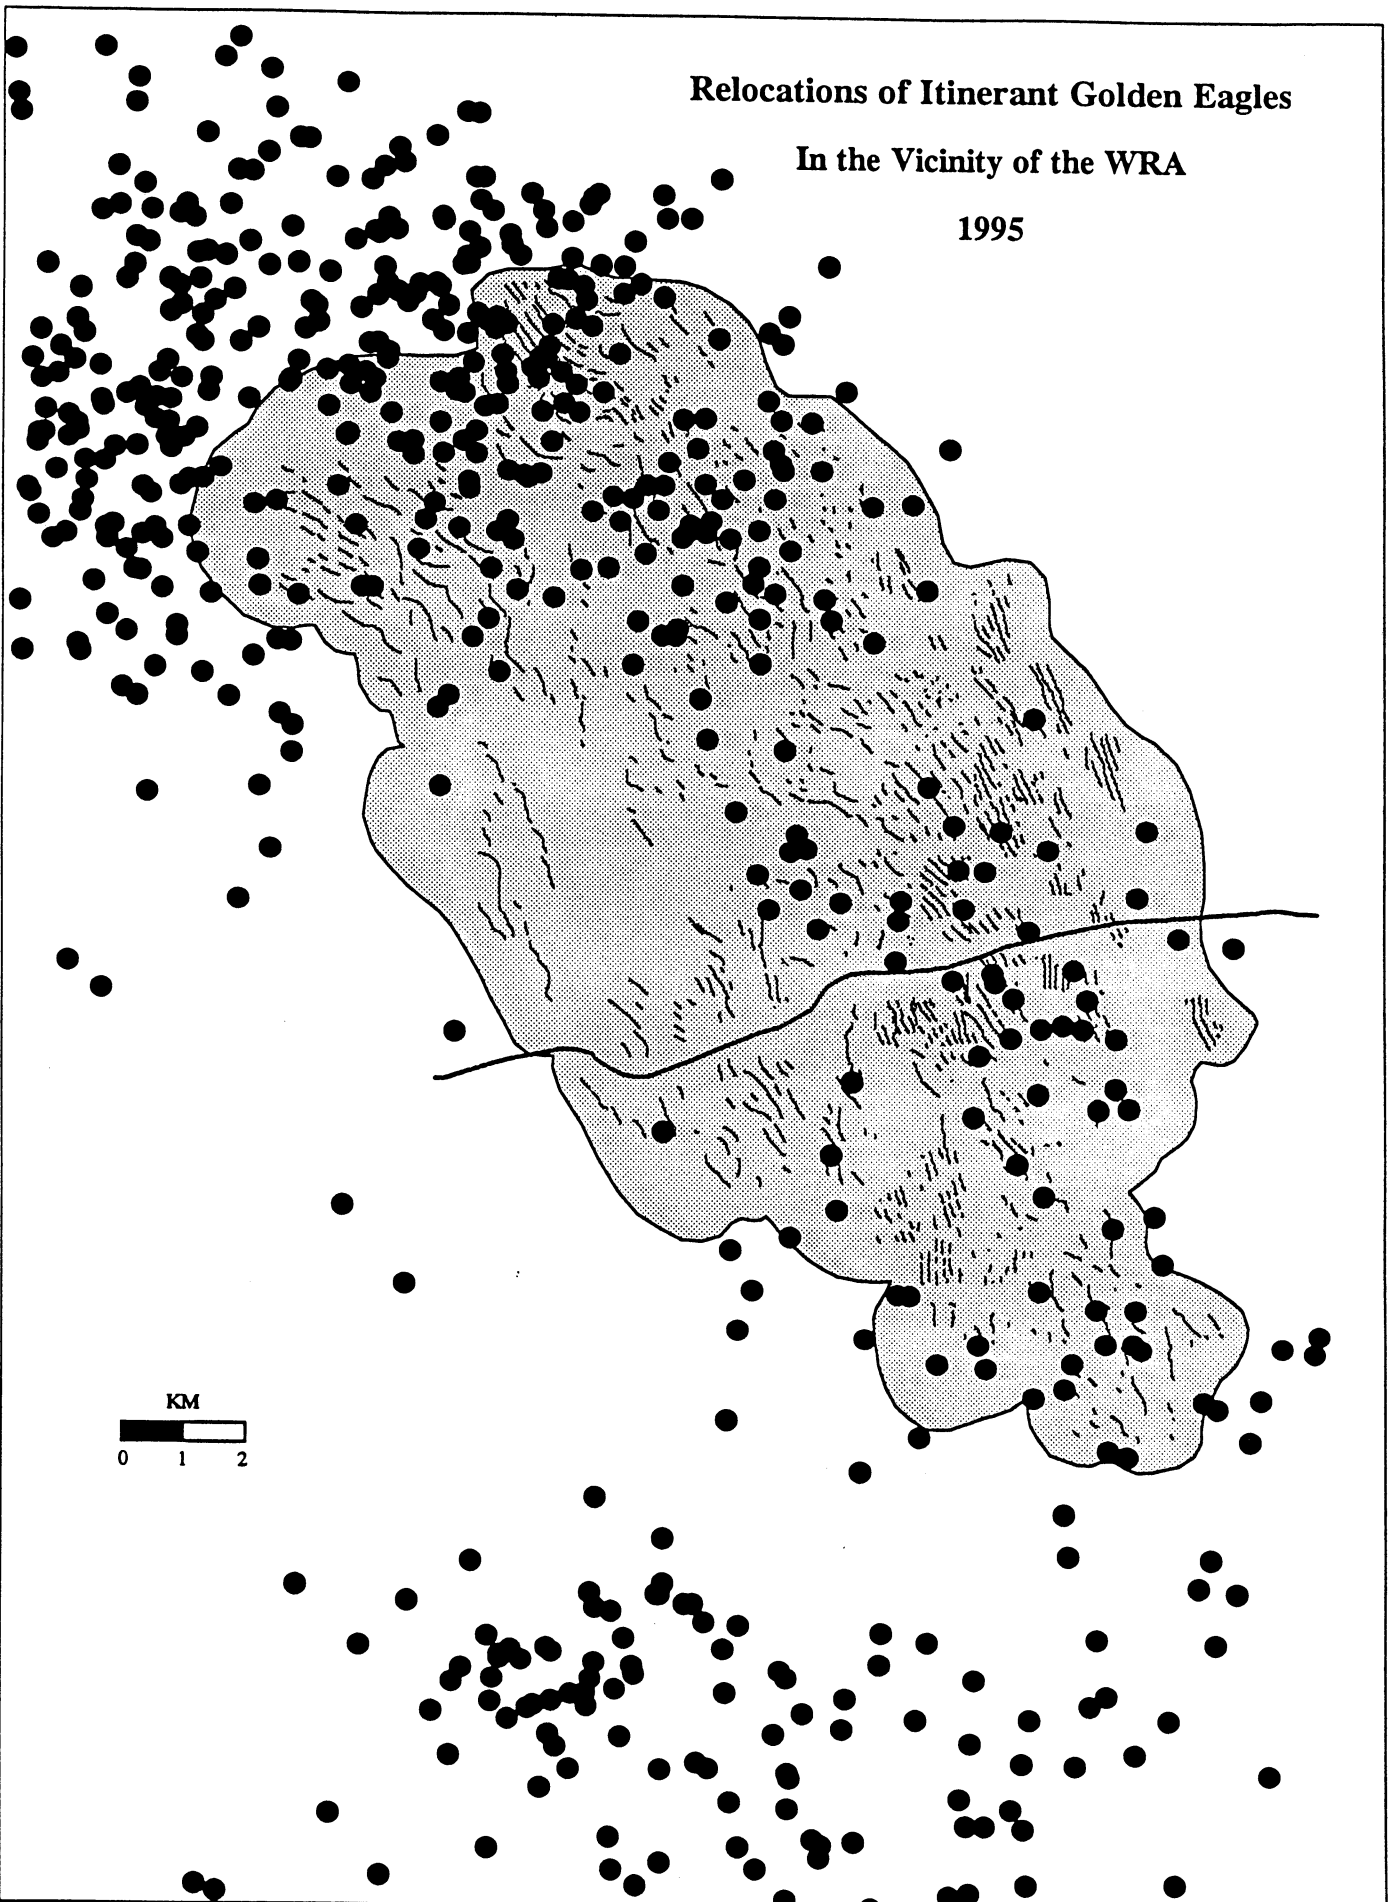 Relocations of Itinerant Golden Eagles
In the Vicinity of the WRA
1995
KM
0 1 2